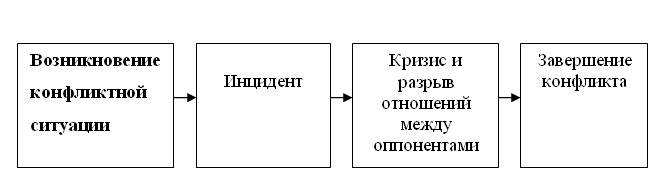 Возникновение
конфликтной
ситуации
Инцидент
Кризис и
разрыв
отношений
между
оппонентами
Завершение
конфликта